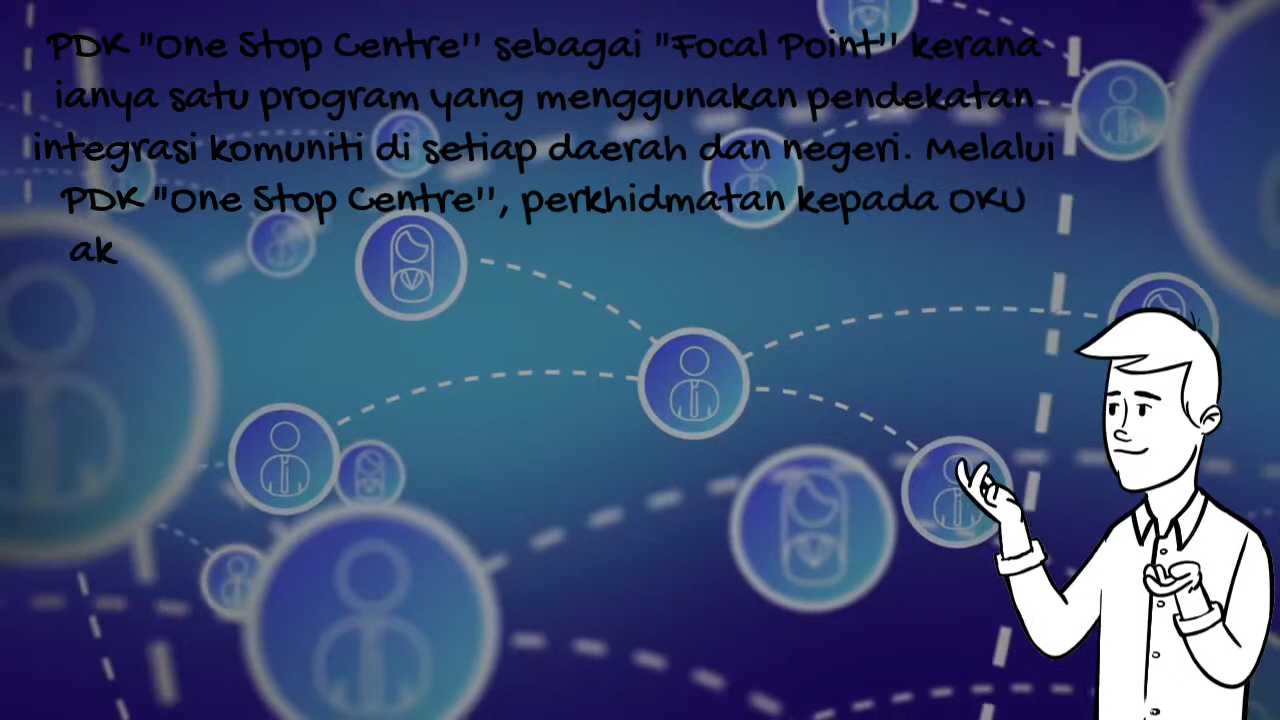 PDK "One Stop Centre" sebagai "Focal Point" kerana
ianya satu program yang menggunakan pendekatan
integrasi komuniti di setiap daerah dan negeri. Melalui
PDK "One Stop Centre", perkhidmatan kepada OKU
ak